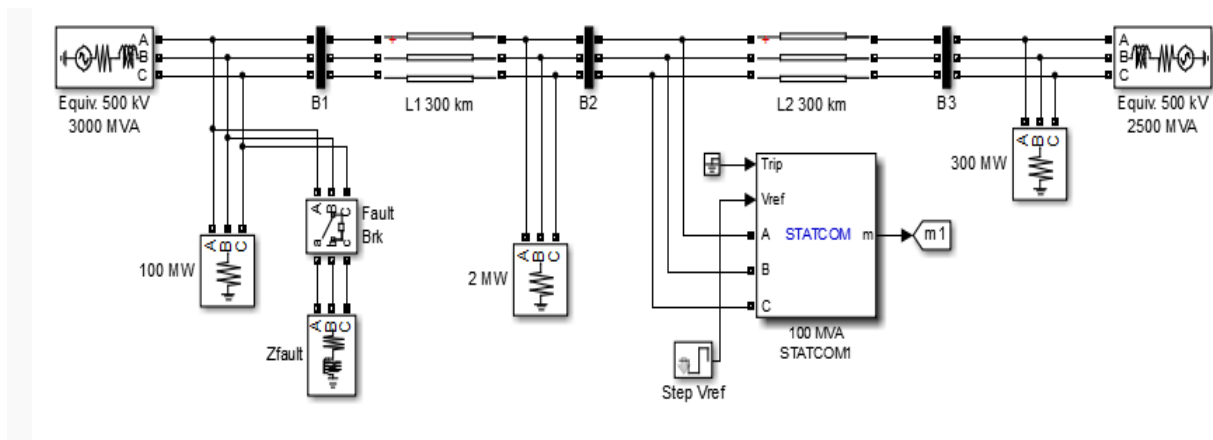 A
B
C
Equiv. 500 kV
3000 MVA
B1
L1 300 km
B2
L2 300 km
B3
A
B
C
Equiv. 500 kV
2500 MVA
A B C
100 MW
A B C
a b c
Fault
Brk
A B C
Zfault
A B C
2 MW
Trip
Vref
A
B
C
STATCOM
m
m1
100 MVA
STATCOM1
Step Vref
A B C
300 MW